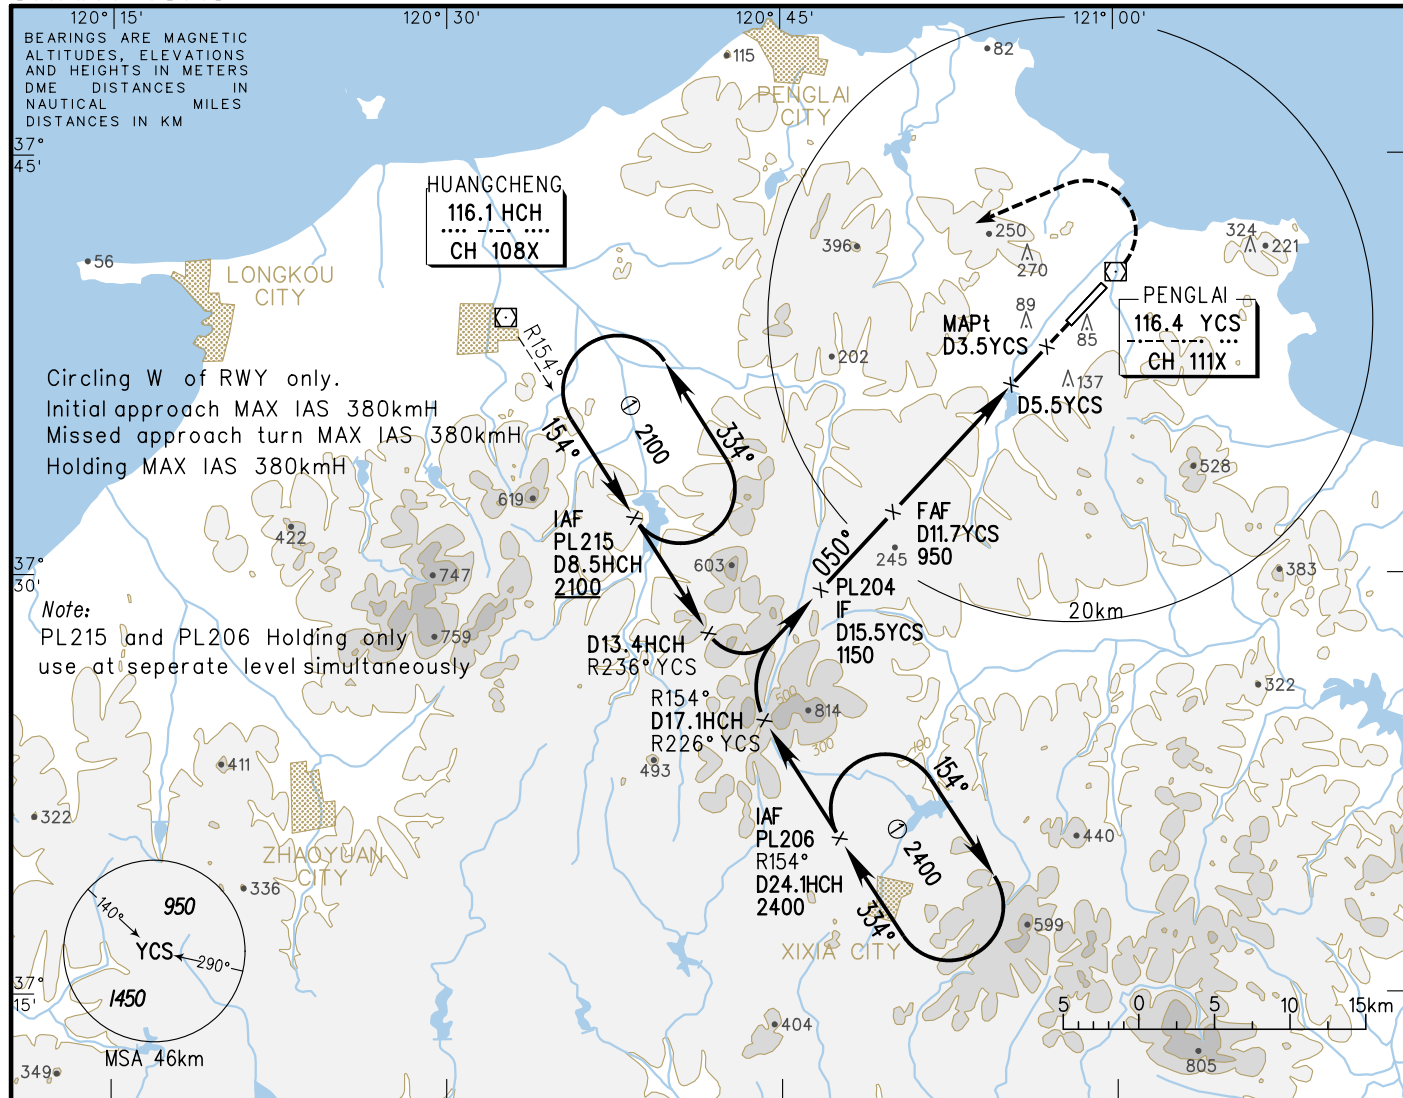 120°15'
120°30'
120°45'
121°00'
BEARINGS ARE MAGNETIC
ALTITUDES, ELEVATIONS
AND HEIGHTS IN METERS
DME DISTANCES IN
NAUTICAL MILES
DISTANCES IN KM
115
82
PENGLAI
CITY
37°
45'
HUANGCHENG
116.1 HCH
CH 108X
56
LONGKOU
CITY
396
250
270
324
221
PENGLAI
116.4 YCS
CH 111X
89
85
MAPt
D3.5YCS
202
137
D5.5YCS
R154°
Circling W of RWY only.
Initial approach MAX IAS 380kmH
Missed approach turn MAX IAS 380kmH
Holding MAX IAS 380kmH
154°
1
2100
334°
528
619
422
IAF
PL215
D8.5HCH
2100
FAF
D11.7YCS
950
245
050°
603
747
37°
30'
383
PL204
IF
D15.5YCS
1150
20km
Note:
PL215 and PL206 Holding only
use at seperate level simultaneously
759
D13.4HCH
R236°YCS
R154°
D17.1HCH
R226°YCS
500
814
300
100
322
493
411
154°
IAF
PL206
R154°
D24.1HCH
2400
1
2400
334°
440
322
ZHAOYUAN
CITY
336
599
XIXIA CITY
140°
950
YCS
290°
1450
MSA 46km
37°
15'
5 0 5 10 15km
404
805
349